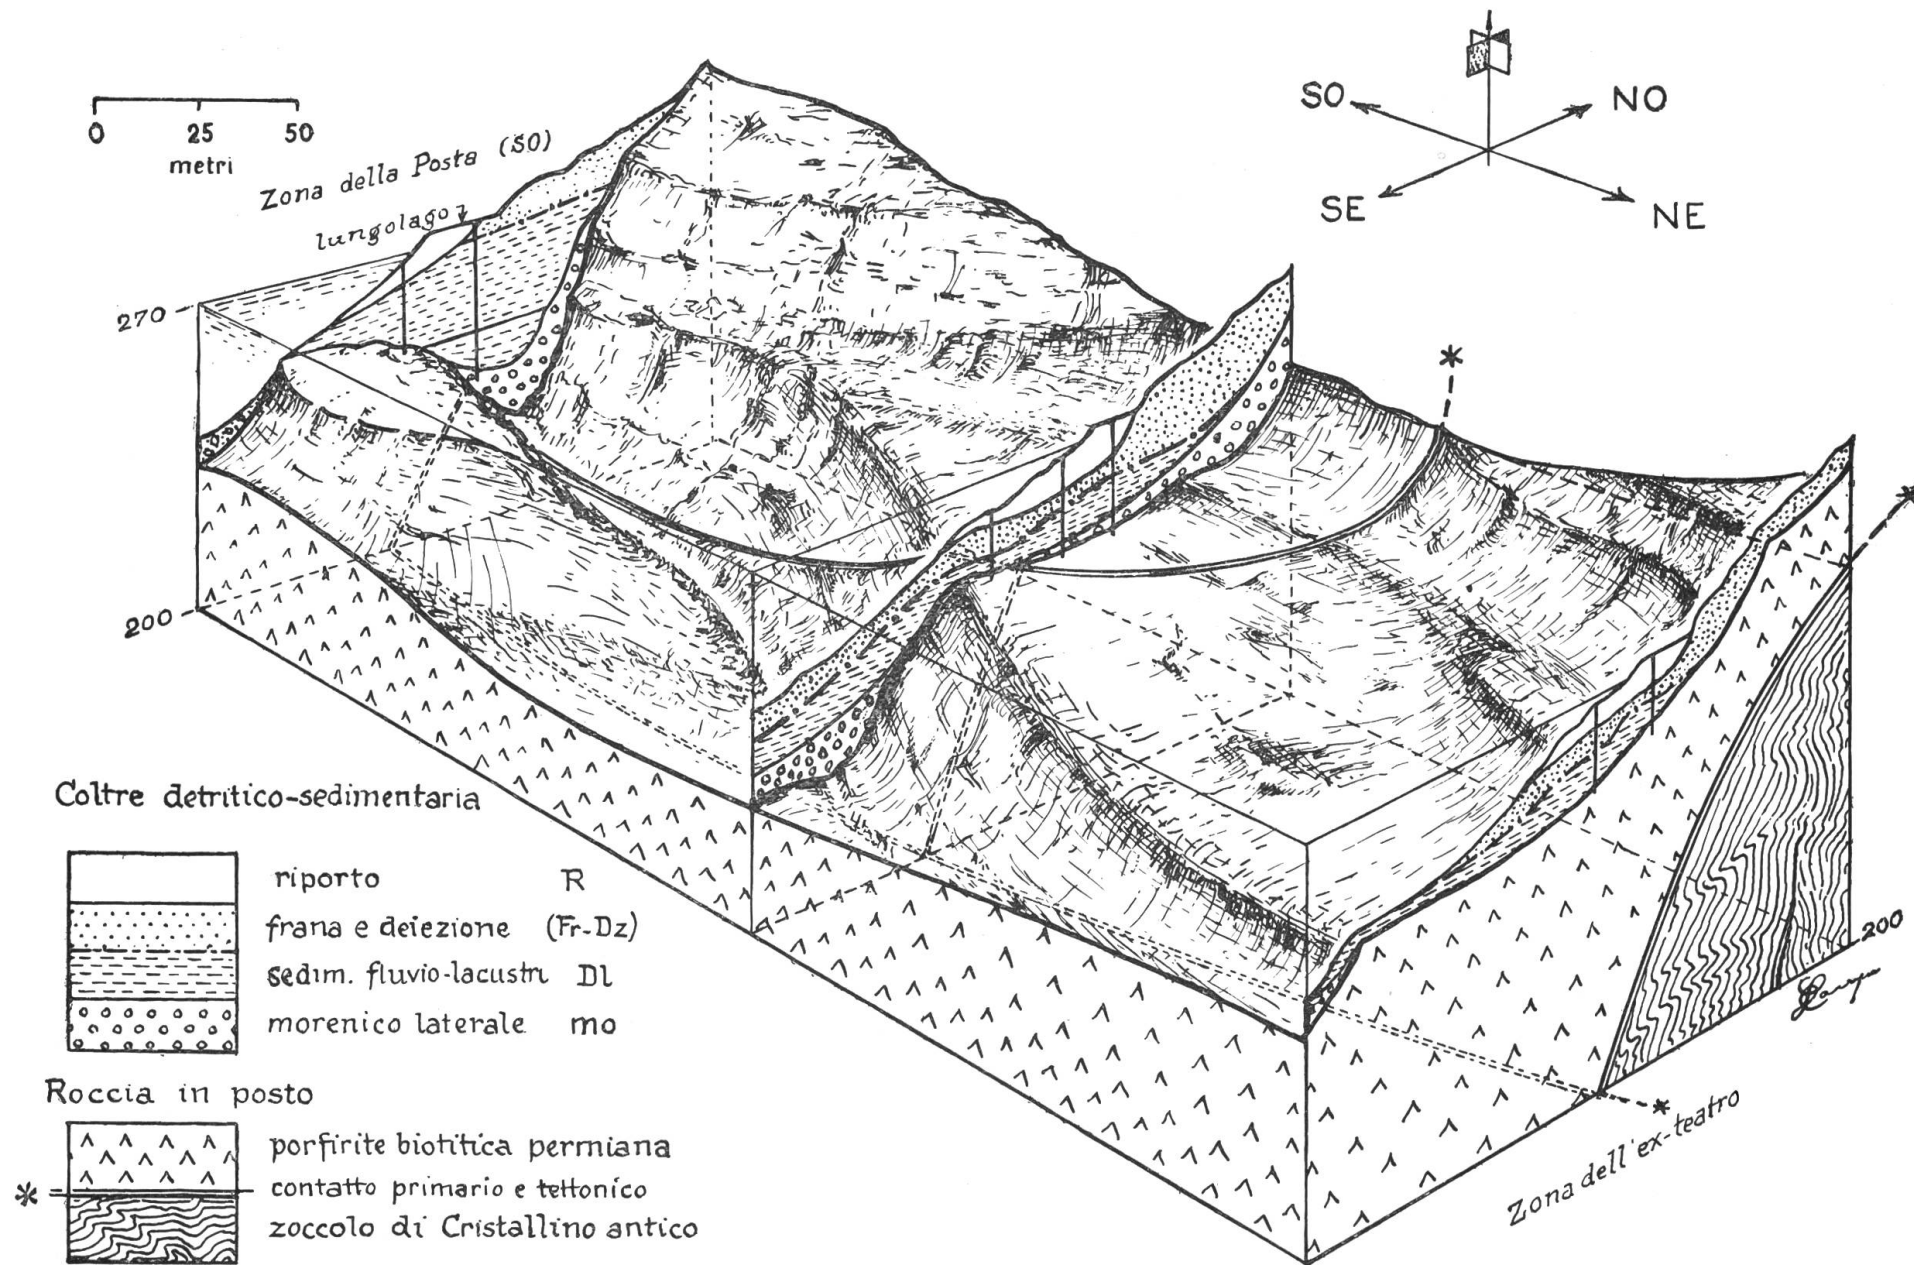 0 25 50
metri
Zona della Posta (SO)
lungolago
SO NO
SE NE
270
200
200
Coltre detritico-sedimentaria
riporto R
frana e deiezione (Fr-Dz)
sedim. fluvio-lacustri Dl
morenico laterale mo
Roccia in posto
porfirite biotitica permiana
* contatto primario e tettonico
zoccolo di Cristallino antico
Zona dell'ex-teatro